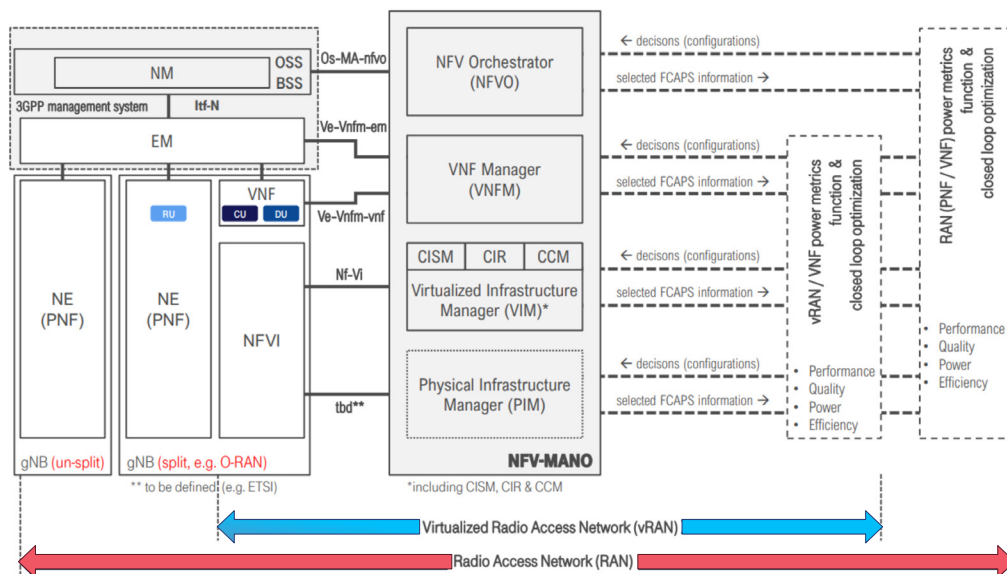 NM
OSS
BSS
3GPP management system
Itf-N
EM
NE
(PNF)
gNB (un-split)
RU
NE
(PNF)
VNF
CU
DU
NFVI
gNB (split, e.g. O-RAN)
** to be defined (e.g. ETSI)
Os-MA-nfvo
Ve-Vnfm-em
Ve-Vnfm-vnf
Nf-Vi
tbd**
NFV Orchestrator
(NFVO)
VNF Manager
(VNFM)
CISM
CIR
CCM
Virtualized Infrastructure
Manager (VIM)*
Physical Infrastructure
Manager (PIM)
NFV-MANO
*including CISM, CIR & CCM
← decisons (configurations)
selected FCAPS information →
← decisons (configurations)
selected FCAPS information →
← decisons (configurations)
selected FCAPS information →
← decisons (configurations)
selected FCAPS information →
vRAN / VNF power metrics
function &
closed loop optimization
• Performance
• Quality
• Power
• Efficiency
RAN (PNF / VNF) power metrics
function &
closed loop optimization
• Performance
• Quality
• Power
• Efficiency
Virtualized Radio Access Network (vRAN)
Radio Access Network (RAN)